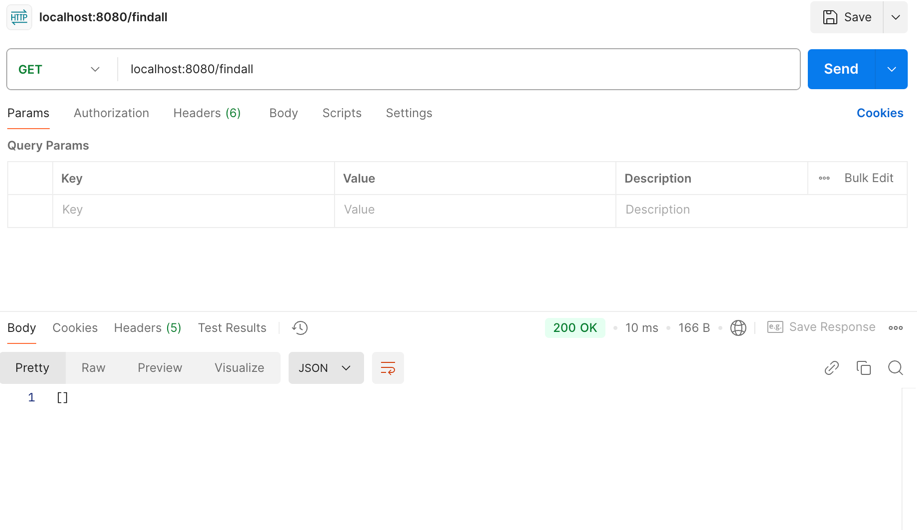 HTTP localhost:8080/findall Save
GET localhost:8080/findall Send
Params Authorization Headers (6) Body Scripts Settings Cookies
Query Params
Key Value Description Bulk Edit
Key Value Description
Body Cookies Headers (5) Test Results 200 OK 10 ms 166 B e.g. Save Response
Pretty Raw Preview Visualize JSON
1 []